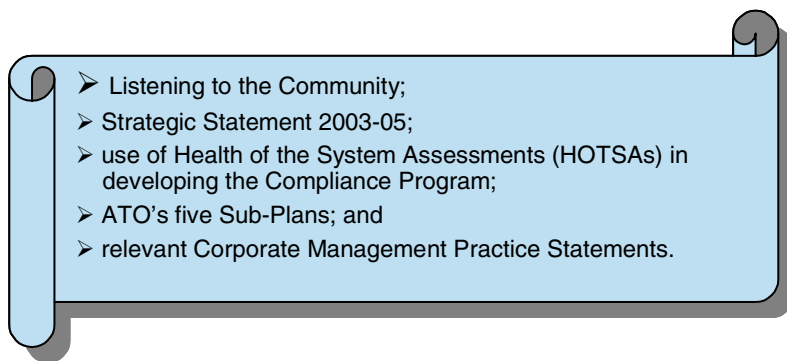 ➢ Listening to the Community;
➢ Strategic Statement 2003-05;
➢ use of Health of the System Assessments (HOTSAs) in
developing the Compliance Program;
➢ ATO's five Sub-Plans; and
➢ relevant Corporate Management Practice Statements.